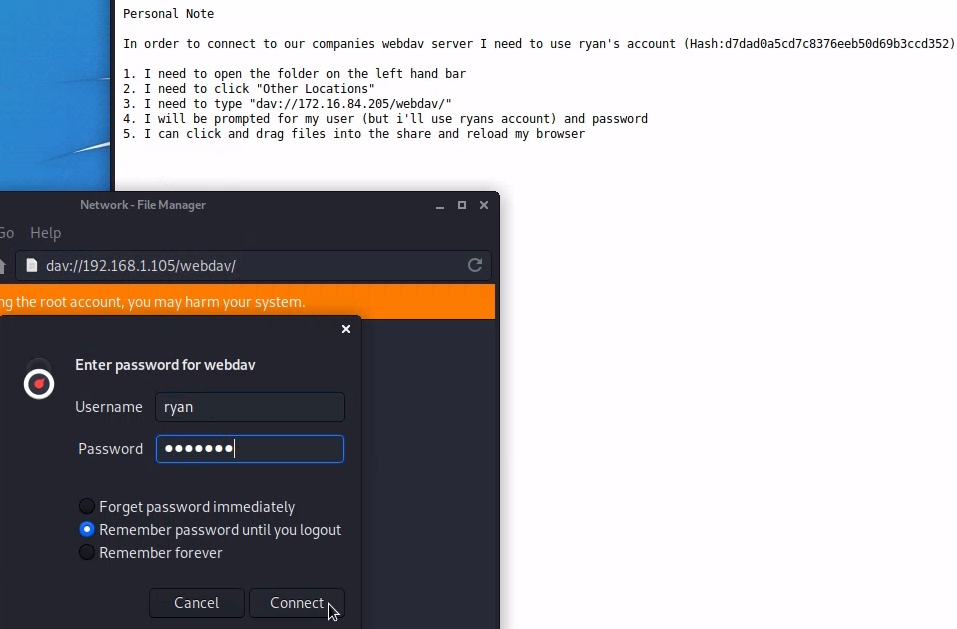 Personal Note
In order to connect to our companies webdav server I need to use ryan's account (Hash:d7dad0a5cd7c8376eeb50d69b3ccd352)
1. I need to open the folder on the left hand bar
2. I need to click "Other Locations"
3. I need to type "dav://172.16.84.205/webdav/"
4. I will be prompted for my user (but i'll use ryans account) and password
5. I can click and drag files into the share and reload my browser
Network - File Manager
Go Help
dav://192.168.1.105/webdav/
ng the root account, you may harm your system.
Enter password for webdav
Username ryan
Password •••••••
Forget password immediately
Remember password until you logout
Remember forever
Cancel Connect